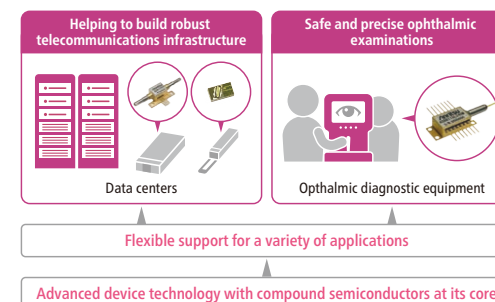 Helping to build robust
telecommunications infrastructure
Data centers
Safe and precise ophthalmic
examinations
Opthalmic diagnostic equipment
Flexible support for a variety of applications
Advanced device technology with compound semiconductors at its core